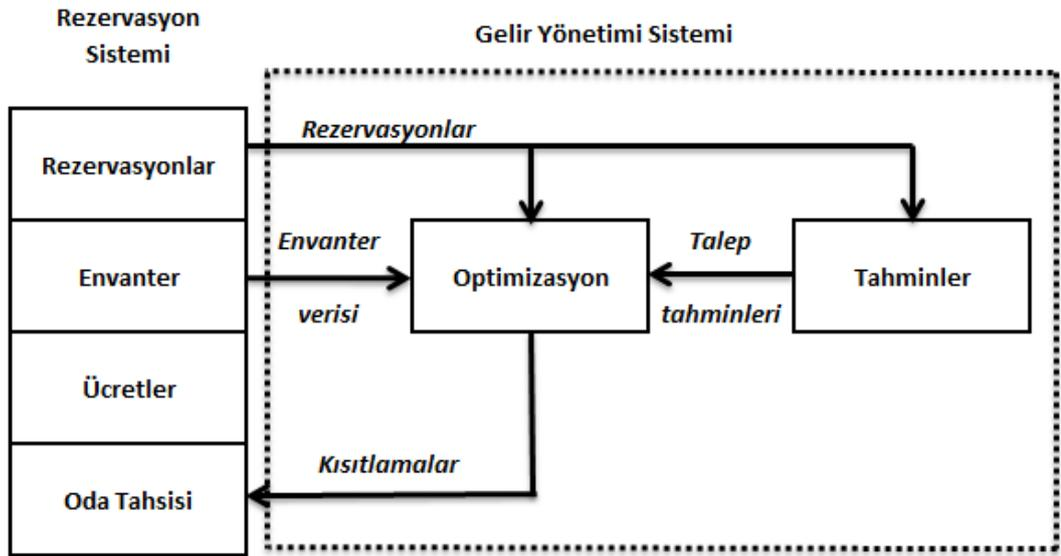 Rezervasyon
Sistemi
Gelir Yönetimi Sistemi
Rezervasyonlar
Rezervasyonlar
Envanter
Envanter
verisi
Optimizasyon
Talep
tahminleri
Tahminler
Ücretler
Kısıtlamalar
Oda Tahsisi